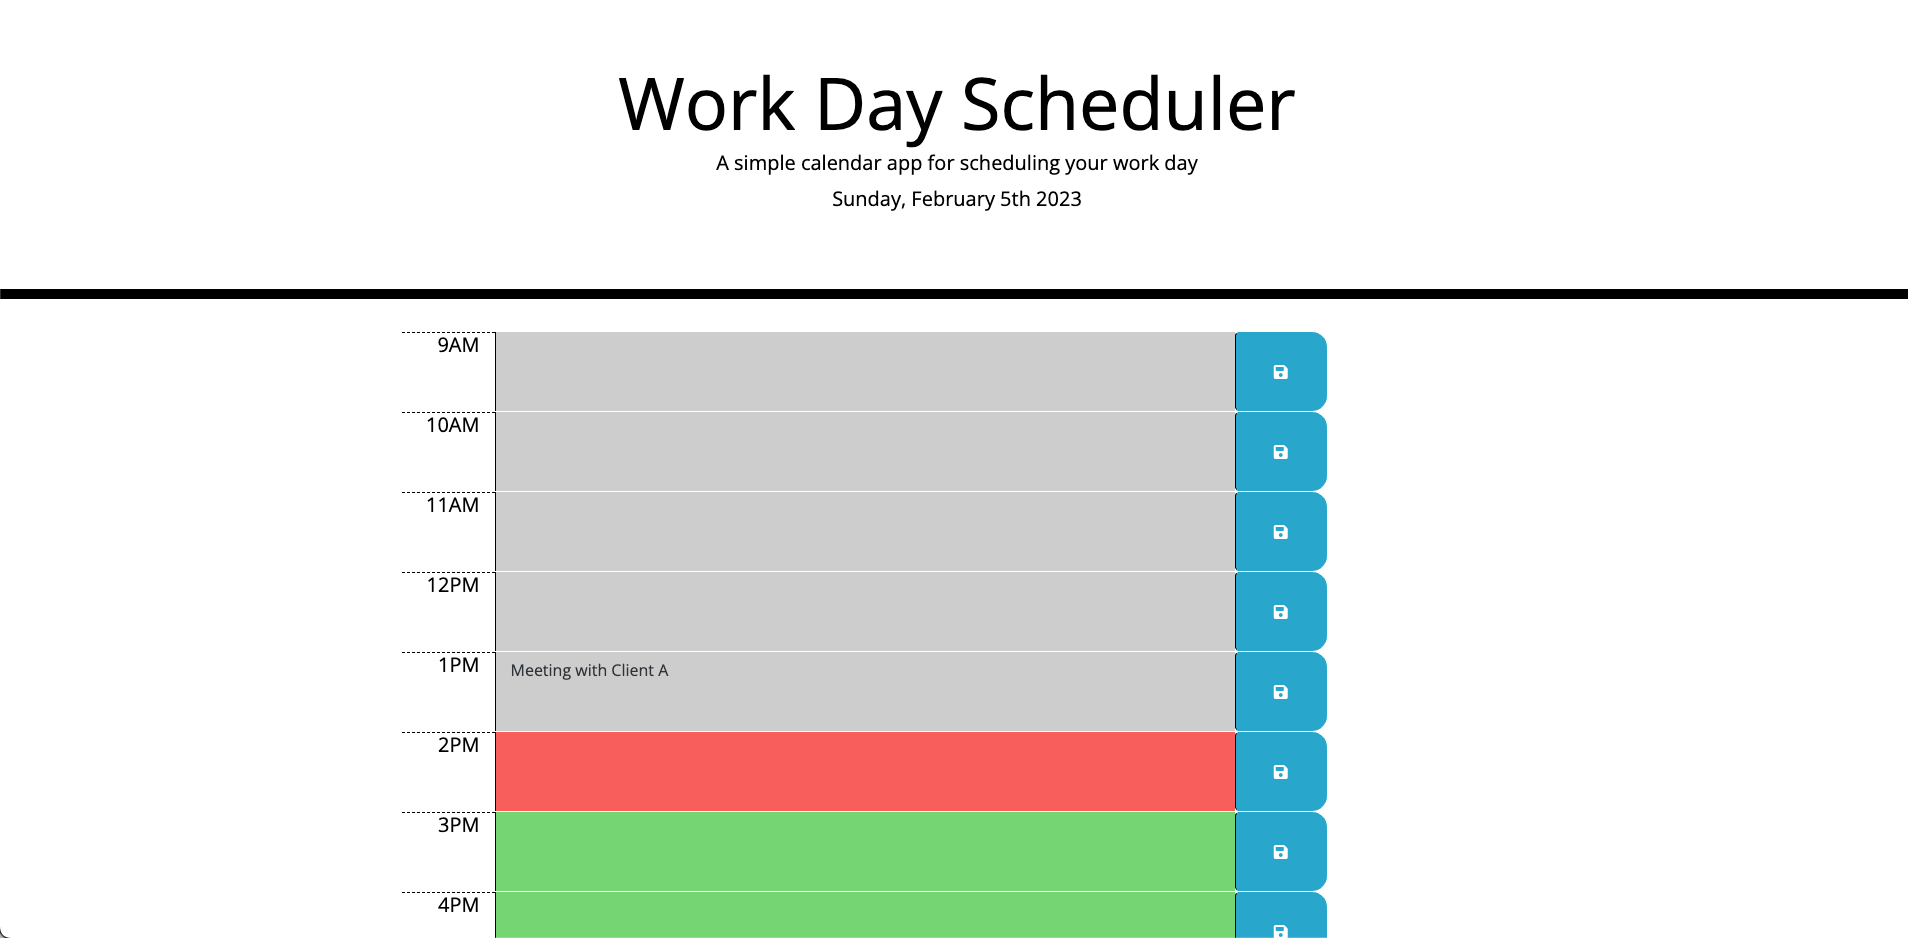 Work Day Scheduler
A simple calendar app for scheduling your work day
Sunday, February 5th 2023
9AM
10AM
11AM
12PM
1PM
Meeting with Client A
2PM
3PM
4PM